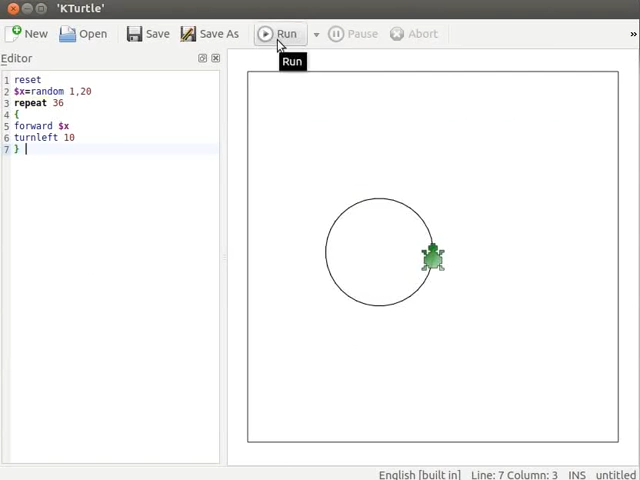 'KTurtle'
New Open Save Save As Run Pause Abort »
Editor
Run
1 reset
2 $x=random 1,20
3 repeat 36
4 {
5 forward $x
6 turnleft 10
7 }
English [built in] Line: 7 Column: 3 INS untitled